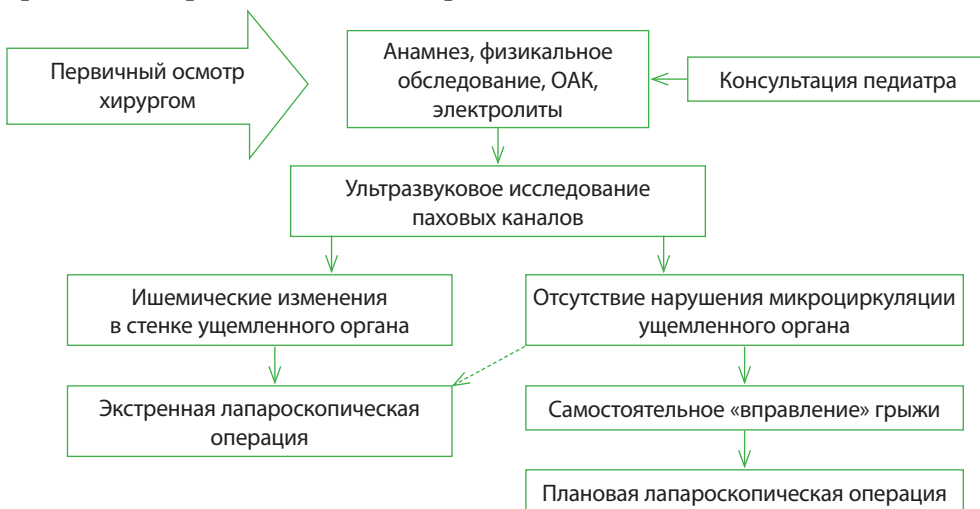 Первичный осмотр
хирургом
Анамнез, физикальное
обследование, ОАК,
электролиты
Консультация педиатра
Ультразвуковое исследование
паховых каналов
Ишемические изменения
в стенке ущемленного органа
Отсутствие нарушения микроциркуляции
ущемленного органа
Экстренная лапароскопическая
операция
Самостоятельное «вправление» грыжи
Плановая лапароскопическая операция